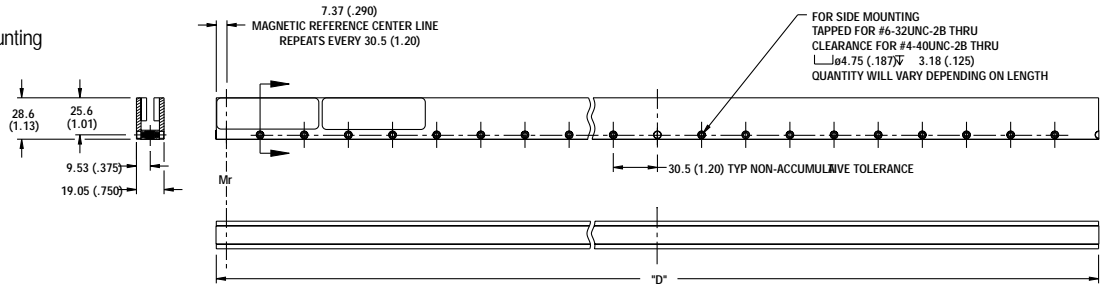 unting
7.37 (.290)
MAGNETIC REFERENCE CENTER LINE
REPEATS EVERY 30.5 (1.20)
FOR SIDE MOUNTING
TAPPED FOR #6-32UNC-2B THRU
CLEARANCE FOR #4-40UNC-2B THRU
⌴ø4.75 (.187)↧ 3.18 (.125)
QUANTITY WILL VARY DEPENDING ON LENGTH
28.6
(1.13)
25.6
(1.01)
9.53 (.375)
19.05 (.750)
Mr
30.5 (1.20) TYP NON-ACCUMULATIVE TOLERANCE
"D"